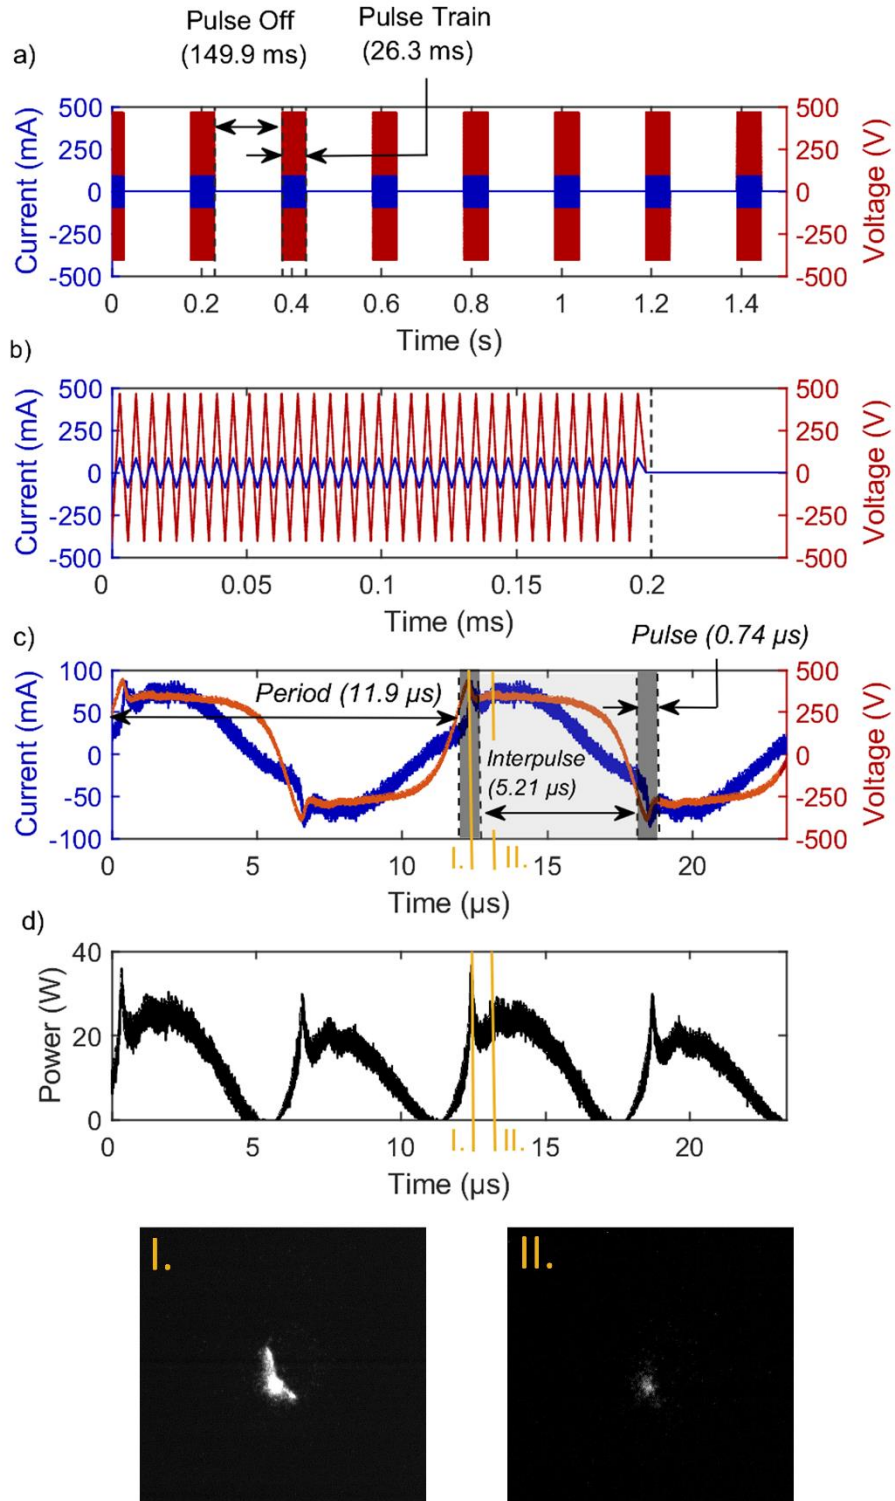 Pulse Off
(149.9 ms)
Pulse Train
(26.3 ms)
a)
500
250
0
-250
-500
Current (mA)
500
250
0
-250
-500
Voltage (V)
0 0.2 0.4 0.6 0.8 1 1.2 1.4
Time (s)
b)
500
250
0
-250
-500
Current (mA)
500
250
0
-250
-500
Voltage (V)
0 0.05 0.1 0.15 0.2
Time (ms)
c)
Pulse (0.74 µs)
100
50
0
-50
-100
Current (mA)
Period (11.9 µs)
Interpulse
(5.21 µs)
500
250
0
-250
-500
Voltage (V)
I. II.
0 5 10 15 20
Time (µs)
d)
40
20
0
Power (W)
I. II.
0 5 10 15 20
Time (µs)
I.
II.